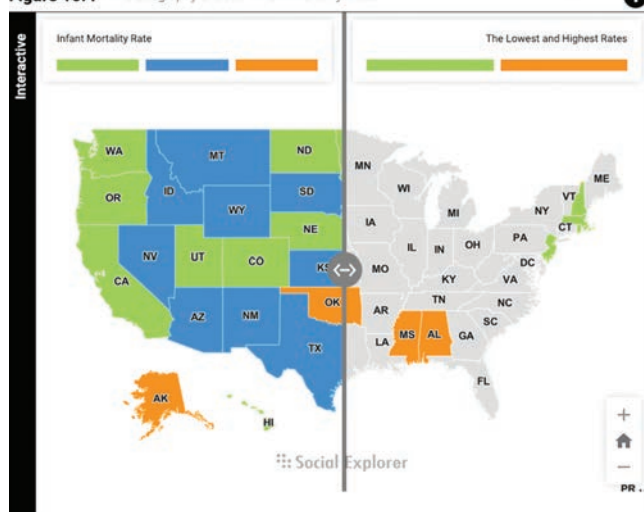 Interactive
Infant Mortality Rate
The Lowest and Highest Rates
WA
MT
ND
MN
ME
OR
ID
SD
WI
VT
WY
MI
NY
CT
IA
PA
NE
NV
UT
CO
IL
IN
OH
DC
CA
KS
MO
KY
VA
AZ
NM
OK
TN
NC
AR
SC
TX
LA
MS
AL
GA
AK
FL
HI
Social Explorer
+
−
PR